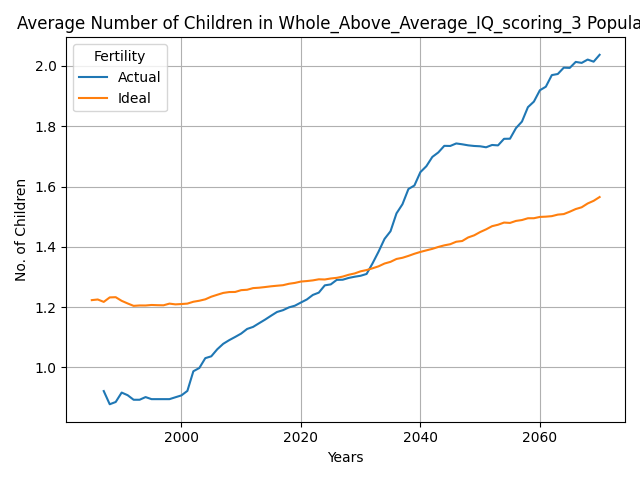 Average Number of Children in Whole_Above_Average_IQ_scoring_3 Popula
Fertility
Actual
Ideal
No. of Children
2.0
1.8
1.6
1.4
1.2
1.0
2000 2020 2040 2060
Years